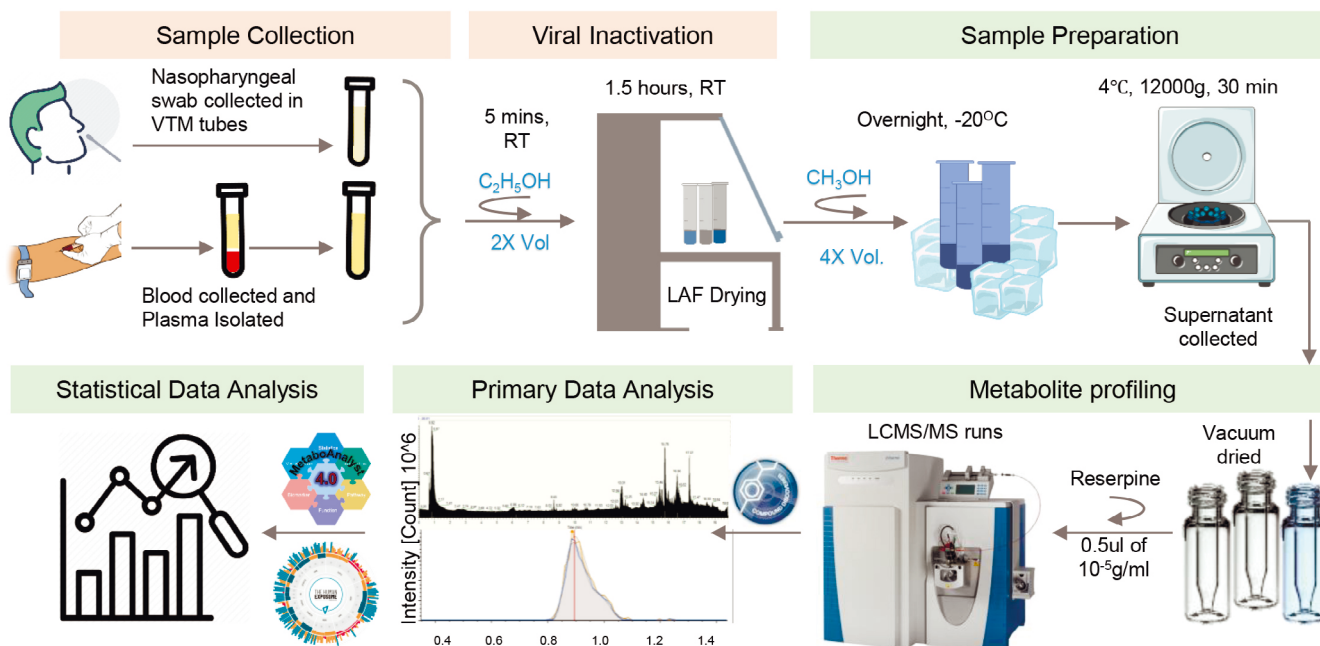 Sample Collection
Viral Inactivation
Sample Preparation
Nasopharyngeal
swab collected in
VTM tubes
Blood collected and
Plasma Isolated
5 mins,
RT
C₂H₅OH
2X Vol
1.5 hours, RT
LAF Drying
Overnight, -20⁰C
CH₃OH
4X Vol.
4℃, 12000g, 30 min
Supernatant
collected
Statistical Data Analysis
Primary Data Analysis
Metabolite profiling
MetaboAnalyst
4.0
THE HUMAN
EXPOSOME
Intensity [Count] 10^6
0.4 0.6 0.8 1.0 1.2 1.4
LCMS/MS runs
Vacuum
dried
Reserpine
0.5ul of
10⁻⁵g/ml